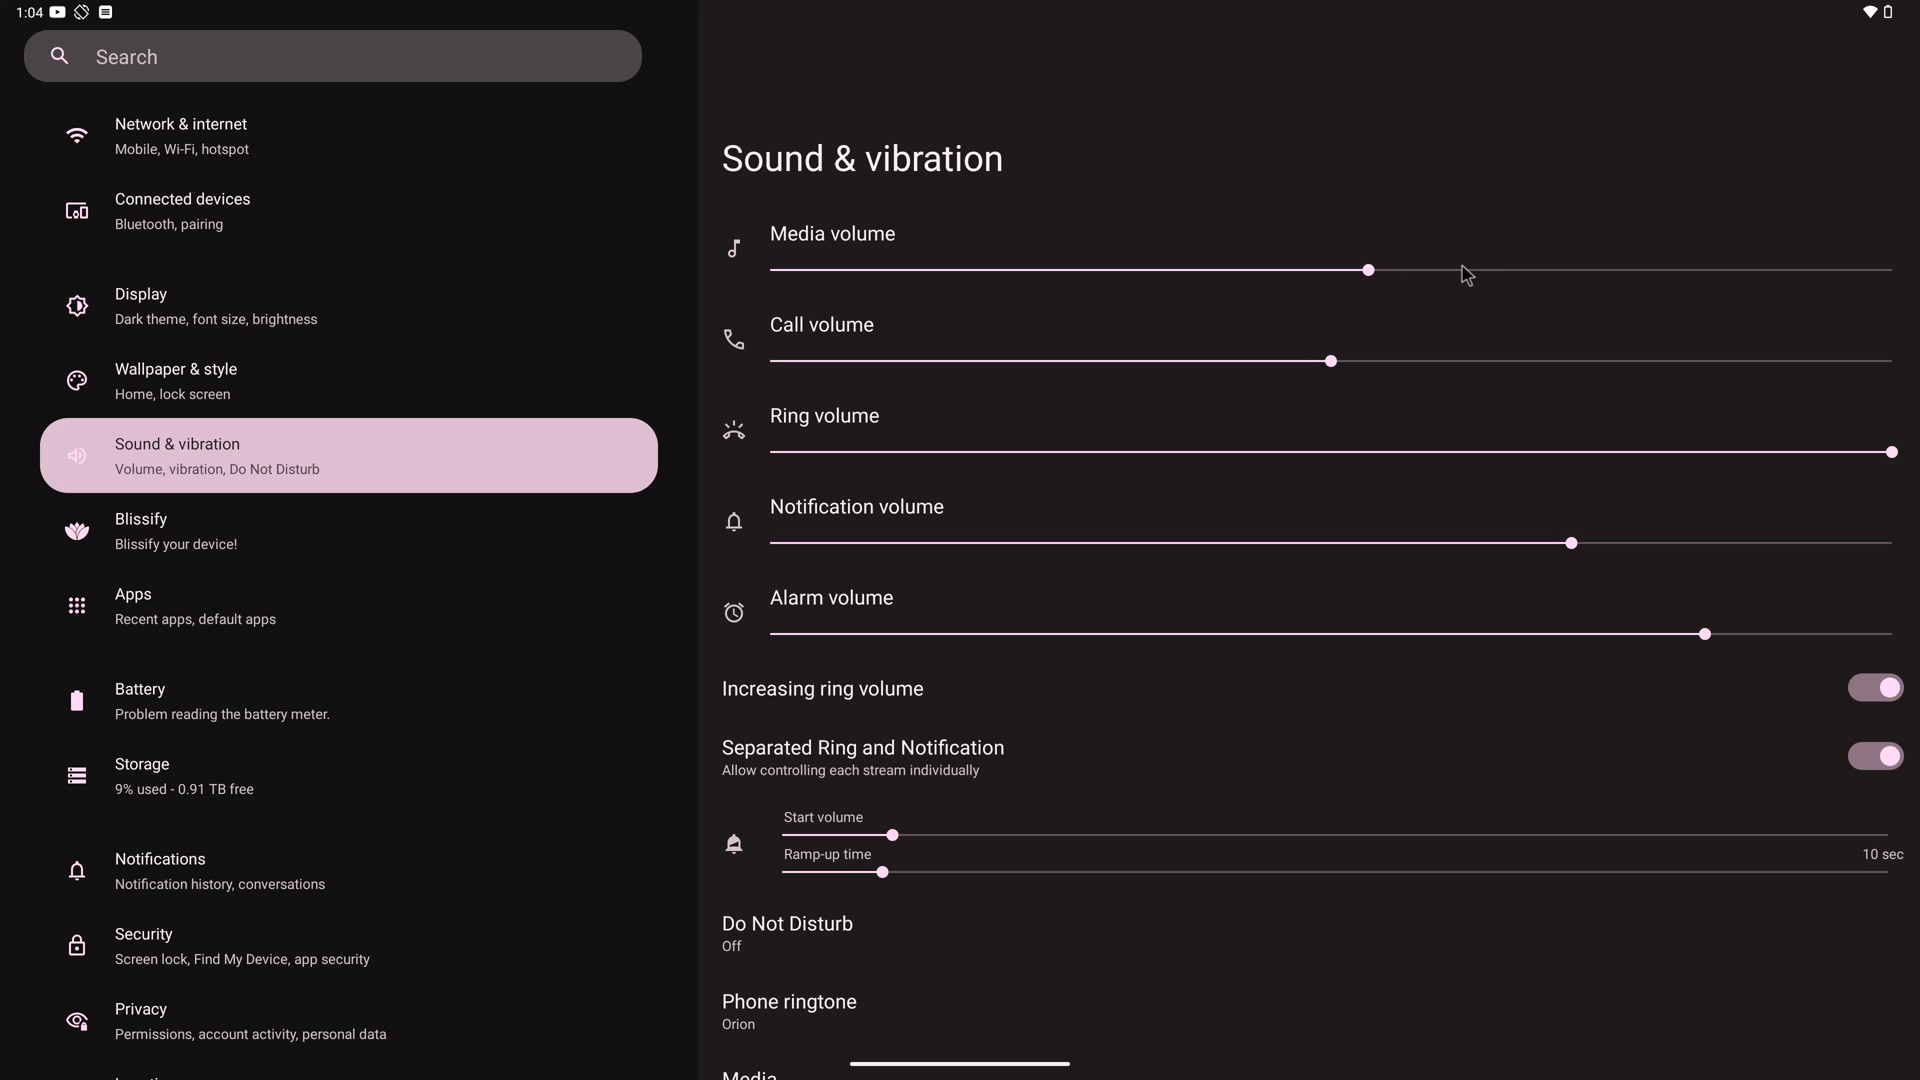 1:04
Search
Network & internet
Mobile, Wi-Fi, hotspot
Connected devices
Bluetooth, pairing
Display
Dark theme, font size, brightness
Wallpaper & style
Home, lock screen
Sound & vibration
Volume, vibration, Do Not Disturb
Blissify
Blissify your device!
Apps
Recent apps, default apps
Battery
Problem reading the battery meter.
Storage
9% used - 0.91 TB free
Notifications
Notification history, conversations
Security
Screen lock, Find My Device, app security
Privacy
Permissions, account activity, personal data
Sound & vibration
Media volume
Call volume
Ring volume
Notification volume
Alarm volume
Increasing ring volume
Separated Ring and Notification
Allow controlling each stream individually
Start volume
Ramp-up time 10 sec
Do Not Disturb
Off
Phone ringtone
Orion
Media